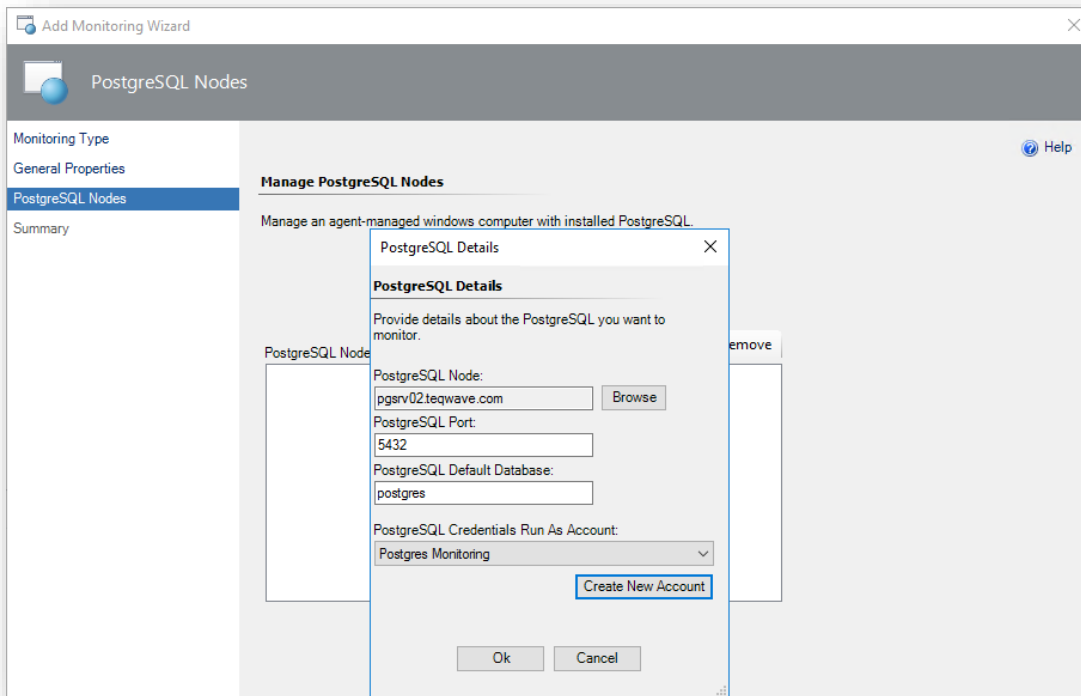 Add Monitoring Wizard
PostgreSQL Nodes
Monitoring Type
General Properties
PostgreSQL Nodes
Summary
Help
Manage PostgreSQL Nodes
Manage an agent-managed windows computer with installed PostgreSQL.
PostgreSQL Node
emove
PostgreSQL Details
PostgreSQL Details
Provide details about the PostgreSQL you want to
monitor.
PostgreSQL Node:
pgsrv02.teqwave.com
Browse
PostgreSQL Port:
5432
PostgreSQL Default Database:
postgres
PostgreSQL Credentials Run As Account:
Postgres Monitoring
Create New Account
Ok
Cancel